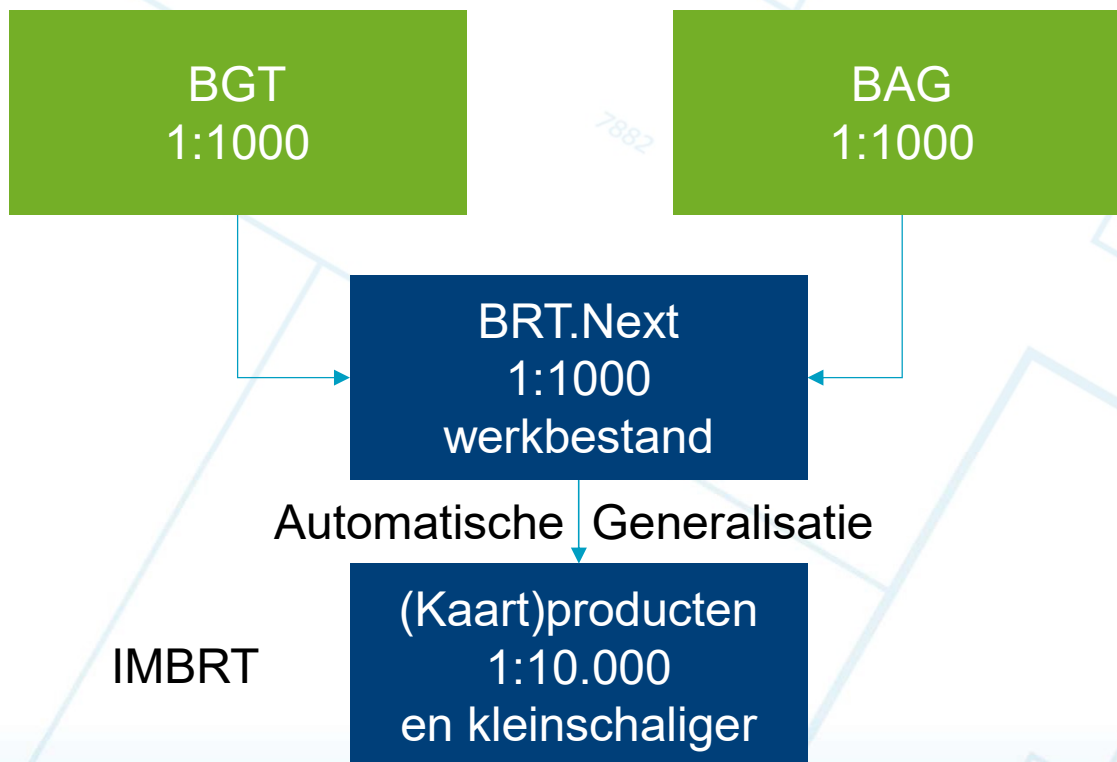 BGT
1:1000
BAG
1:1000
7882
BRT.Next
1:1000
werkbestand
Automatische Generalisatie
(Kaart)producten
1:10.000
en kleinschaliger
IMBRT